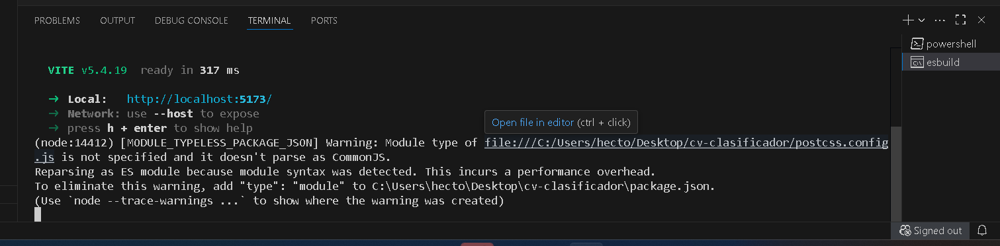 PROBLEMS OUTPUT DEBUG CONSOLE TERMINAL PORTS
powershell
esbuild
VITE v5.4.19 ready in 317 ms
➜ Local: http://localhost:5173/
➜ Network: use --host to expose
➜ press h + enter to show help
Open file in editor (ctrl + click)
(node:14412) [MODULE_TYPELESS_PACKAGE_JSON] Warning: Module type of file:///C:/Users/hecto/Desktop/cv-clasificador/postcss.config
.js is not specified and it doesn't parse as CommonJS.
Reparsing as ES module because module syntax was detected. This incurs a performance overhead.
To eliminate this warning, add "type": "module" to C:\Users\hecto\Desktop\cv-clasificador\package.json.
(Use `node --trace-warnings ...` to show where the warning was created)
Signed out